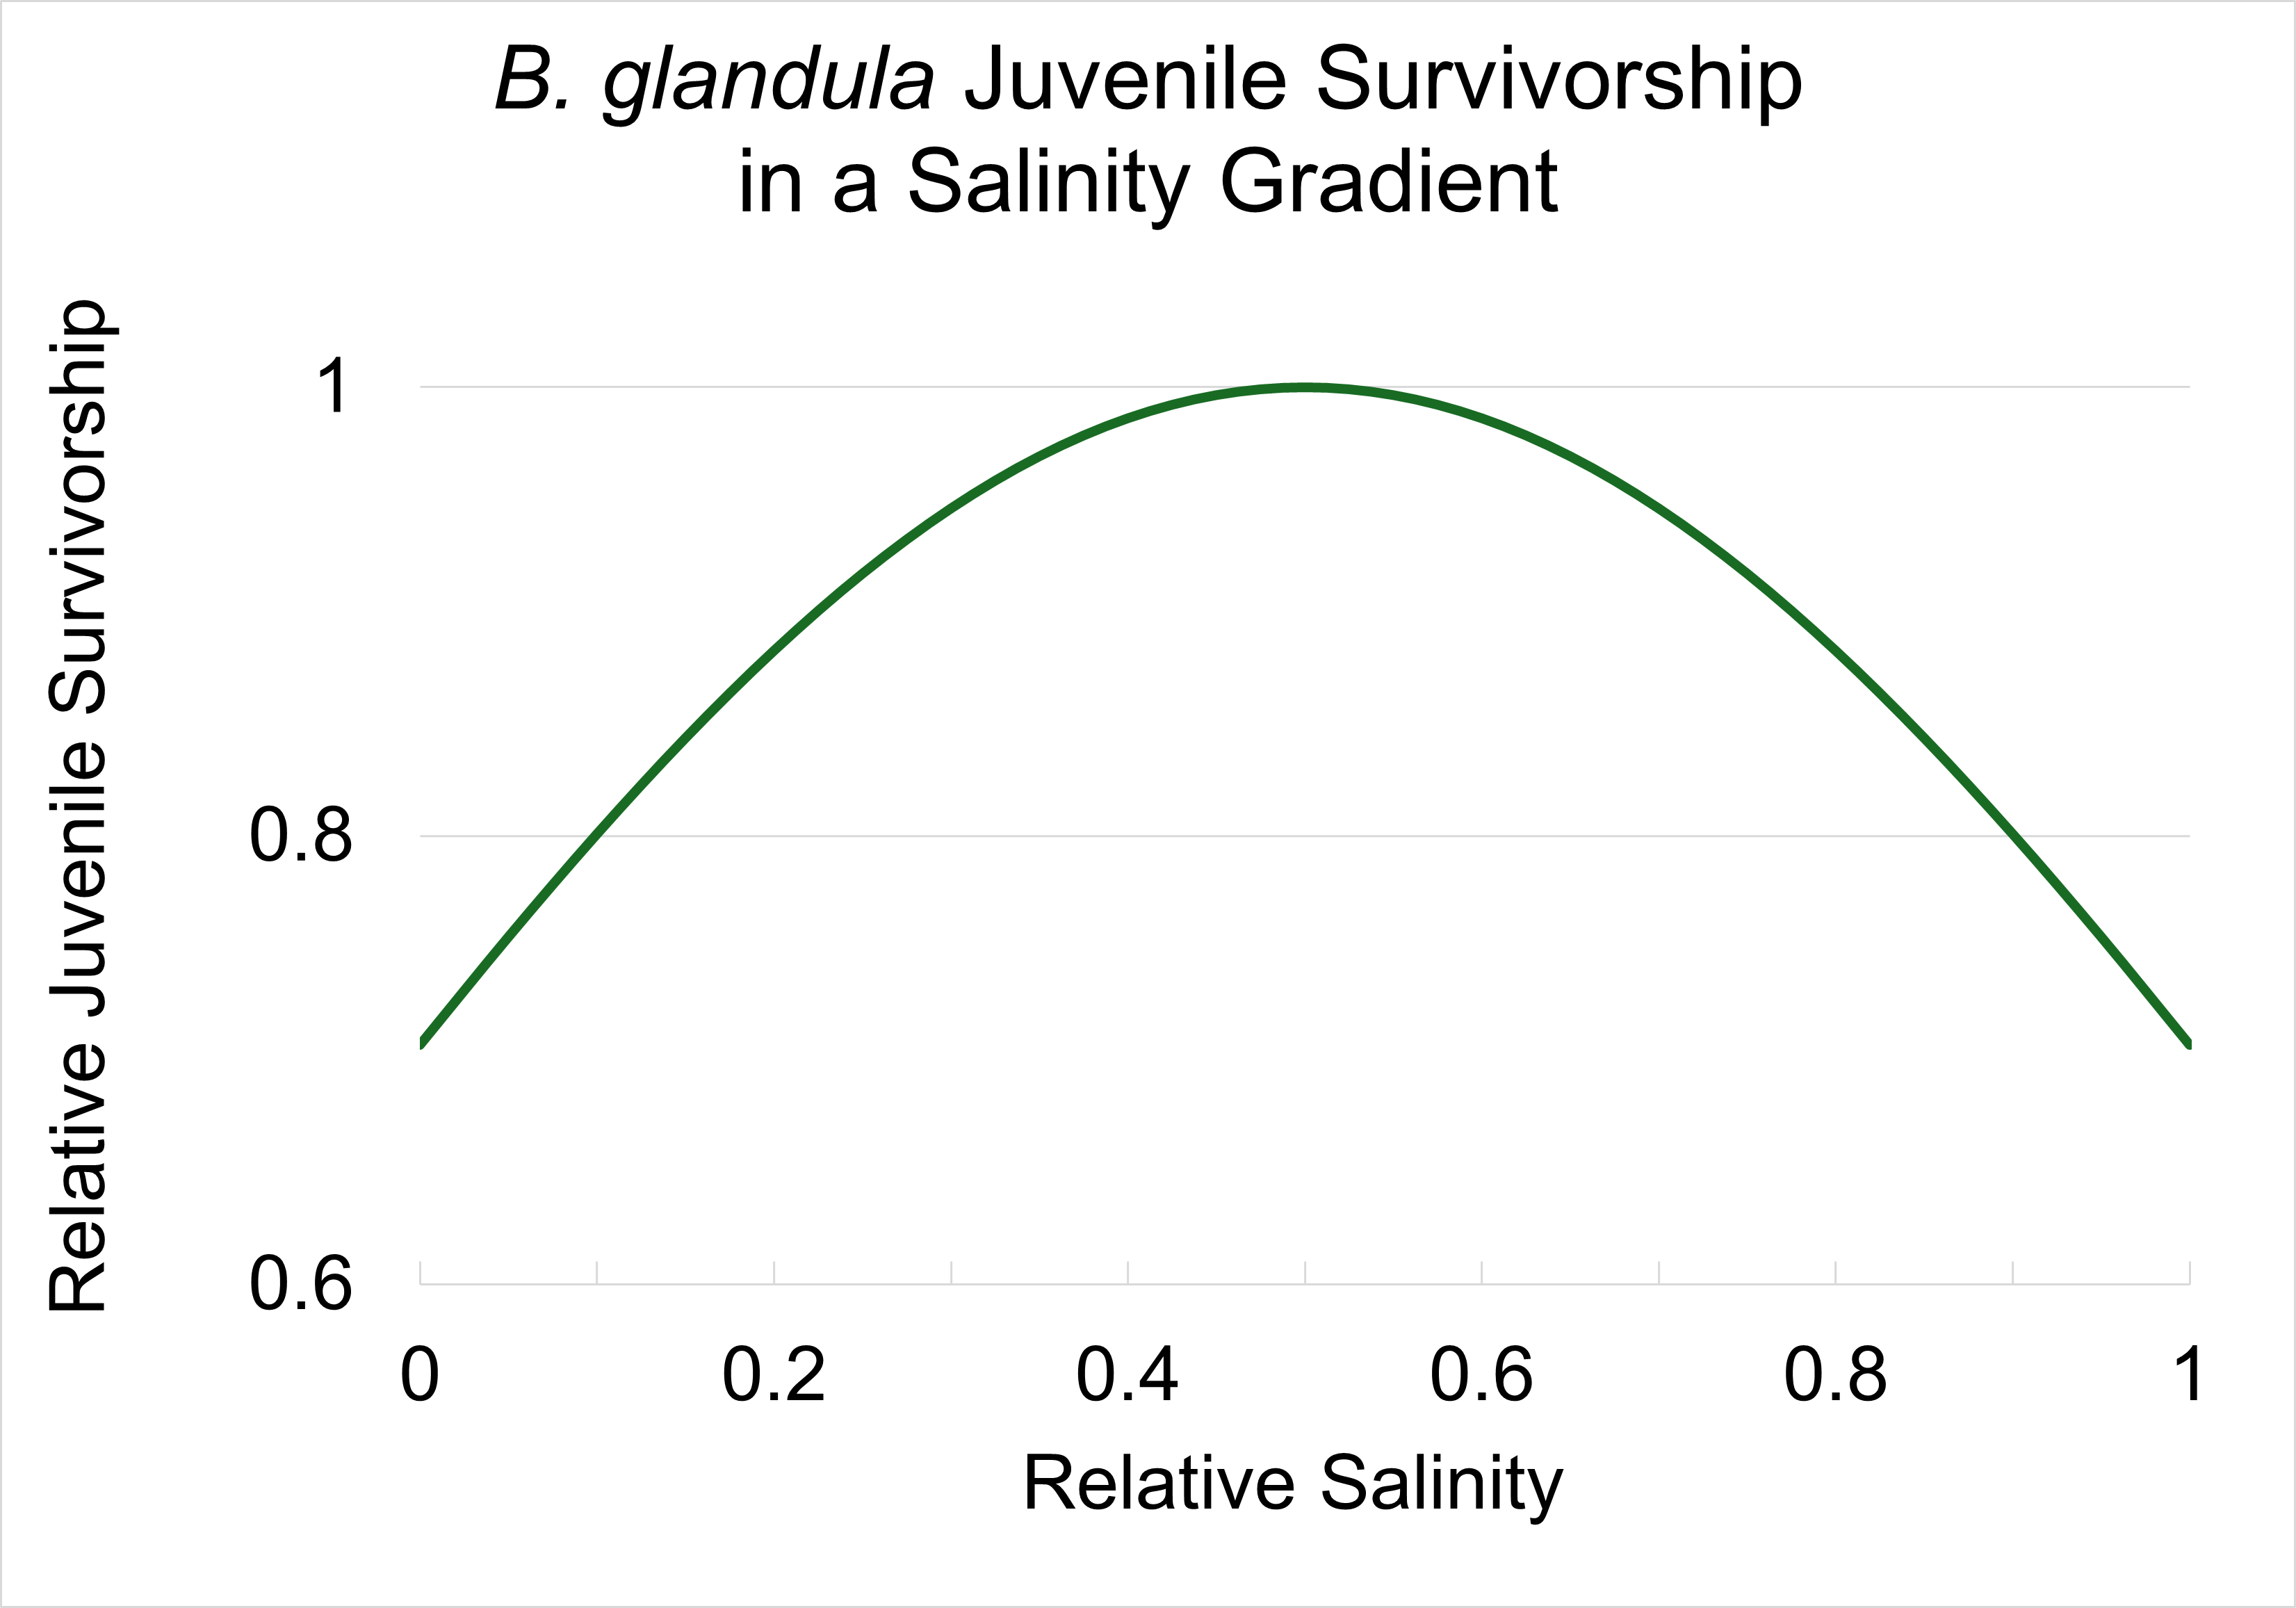 B. glandula Juvenile Survivorship
in a Salinity Gradient
Relative Juvenile Survivorship
1
0.8
0.6
0 0.2 0.4 0.6 0.8 1
Relative Salinity